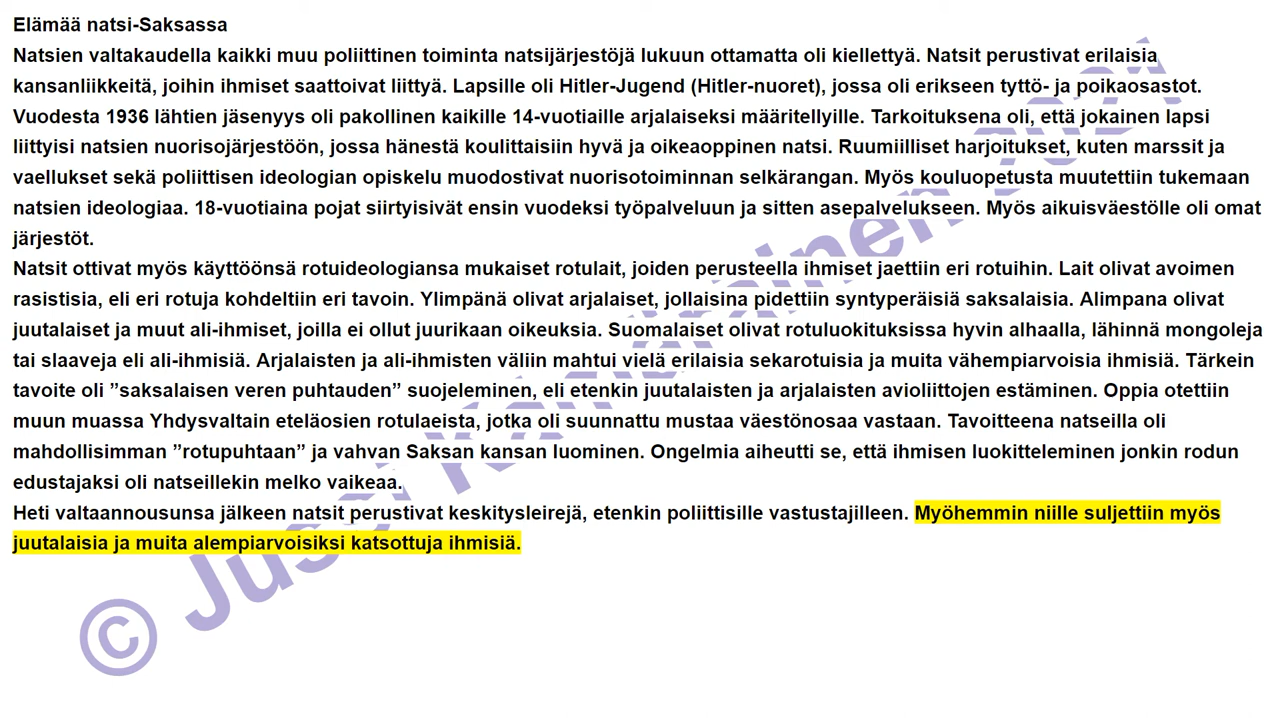 Elämää natsi-Saksassa
Natsien valtakaudella kaikki muu poliittinen toiminta natsijärjestöjä lukuun ottamatta oli kiellettyä. Natsit perustivat erilaisia
kansanliikkeitä, joihin ihmiset saattoivat liittyä. Lapsille oli Hitler-Jugend (Hitler-nuoret), jossa oli erikseen tyttö- ja poikaosastot.
Vuodesta 1936 lähtien jäsenyys oli pakollinen kaikille 14-vuotiaille arjalaiseksi määritellyille. Tarkoituksena oli, että jokainen lapsi
liittyisi natsien nuorisojärjestöön, jossa hänestä koulittaisiin hyvä ja oikeaoppinen natsi. Ruumiilliset harjoitukset, kuten marssit ja
vaellukset sekä poliittisen ideologian opiskelu muodostivat nuorisotoiminnan selkärangan. Myös kouluopetusta muutettiin tukemaan
natsien ideologiaa. 18-vuotiaina pojat siirtyisivät ensin vuodeksi työpalveluun ja sitten asepalvelukseen. Myös aikuisväestölle oli omat
järjestöt.
Natsit ottivat myös käyttöönsä rotuideologiansa mukaiset rotulait, joiden perusteella ihmiset jaettiin eri rotuihin. Lait olivat avoimen
rasistisia, eli eri rotuja kohdeltiin eri tavoin. Ylimpänä olivat arjalaiset, jollaisina pidettiin syntyperäisiä saksalaisia. Alimpana olivat
juutalaiset ja muut ali-ihmiset, joilla ei ollut juurikaan oikeuksia. Suomalaiset olivat rotuluokituksissa hyvin alhaalla, lähinnä mongoleja
tai slaaveja eli ali-ihmisiä. Arjalaisten ja ali-ihmisten väliin mahtui vielä erilaisia sekarotuisia ja muita vähempiarvoisia ihmisiä. Tärkein
tavoite oli ”saksalaisen veren puhtauden” suojeleminen, eli etenkin juutalaisten ja arjalaisten avioliittojen estäminen. Oppia otettiin
muun muassa Yhdysvaltain eteläosien rotulaeista, jotka oli suunnattu mustaa väestönosaa vastaan. Tavoitteena natseilla oli
mahdollisimman ”rotupuhtaan” ja vahvan Saksan kansan luominen. Ongelmia aiheutti se, että ihmisen luokitteleminen jonkin rodun
edustajaksi oli natseillekin melko vaikeaa.
Heti valtaannousunsa jälkeen natsit perustivat keskitysleirejä, etenkin poliittisille vastustajilleen. Myöhemmin niille suljettiin myös
juutalaisia ja muita alempiarvoisiksi katsottuja ihmisiä.
©